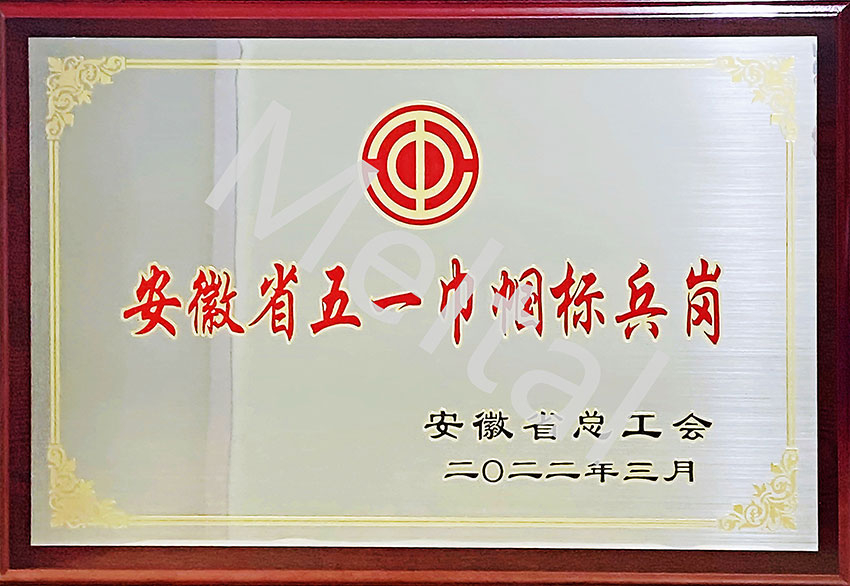 安徽省五一巾帼标兵岗
安徽省总工会
二〇二二年三月
Meltal